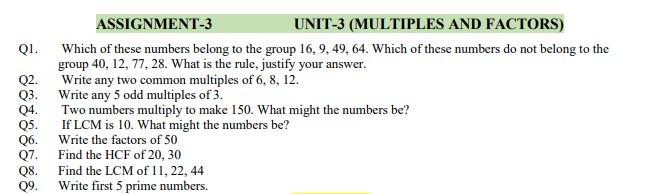 ASSIGNMENT-3 UNIT-3 (MULTIPLES AND FACTORS)
Q1. Which of these numbers belong to the group 16, 9, 49, 64. Which of these numbers do not belong to the
group 40, 12, 77, 28. What is the rule, justify your answer.
Q2. Write any two common multiples of 6, 8, 12.
Q3. Write any 5 odd multiples of 3.
Q4. Two numbers multiply to make 150. What might the numbers be?
Q5. If LCM is 10. What might the numbers be?
Q6. Write the factors of 50
Q7. Find the HCF of 20, 30
Q8. Find the LCM of 11, 22, 44
Q9. Write first 5 prime numbers.